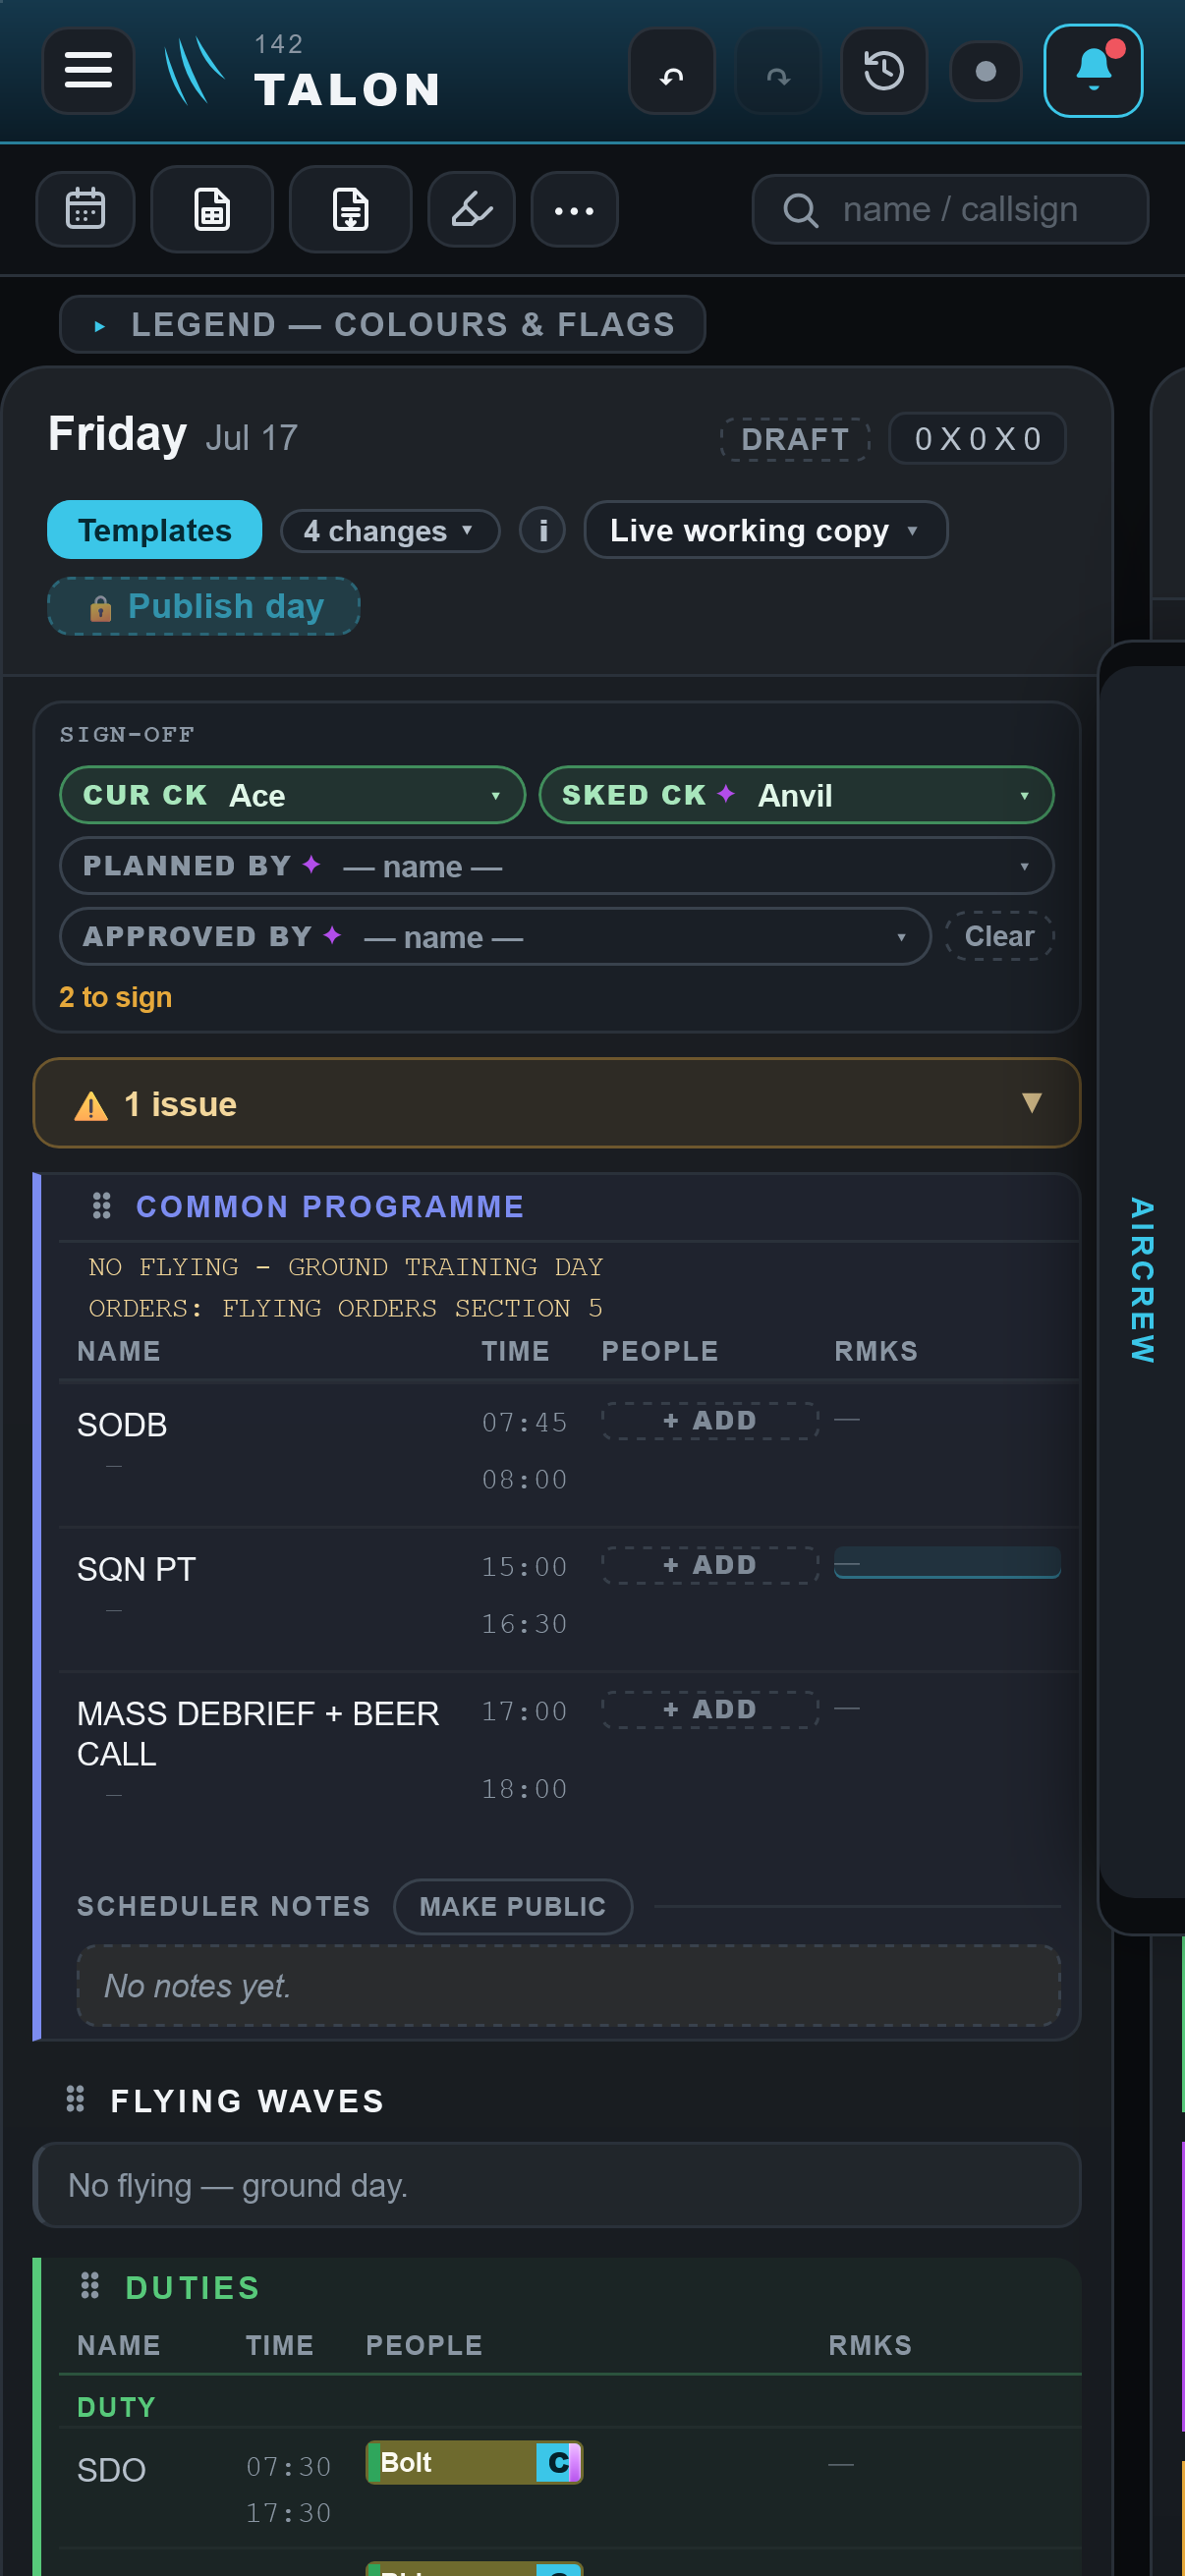 142
TALON
name / callsign
LEGEND — COLOURS & FLAGS
Friday Jul 17
DRAFT
0 X 0 X 0
Templates
4 changes
i
Live working copy
Publish day
SIGN-OFF
CUR CK Ace
SKED CK Anvil
PLANNED BY — name —
APPROVED BY — name —
Clear
2 to sign
1 issue
COMMON PROGRAMME
NO FLYING - GROUND TRAINING DAY
ORDERS: FLYING ORDERS SECTION 5
NAME TIME PEOPLE RMKS
SODB 07:45 + ADD —
— 08:00
SQN PT 15:00 + ADD —
— 16:30
MASS DEBRIEF + BEER 17:00 + ADD —
CALL
— 18:00
AIRCREW
SCHEDULER NOTES MAKE PUBLIC
No notes yet.
FLYING WAVES
No flying — ground day.
DUTIES
NAME TIME PEOPLE RMKS
DUTY
SDO 07:30 Bolt C —
17:30